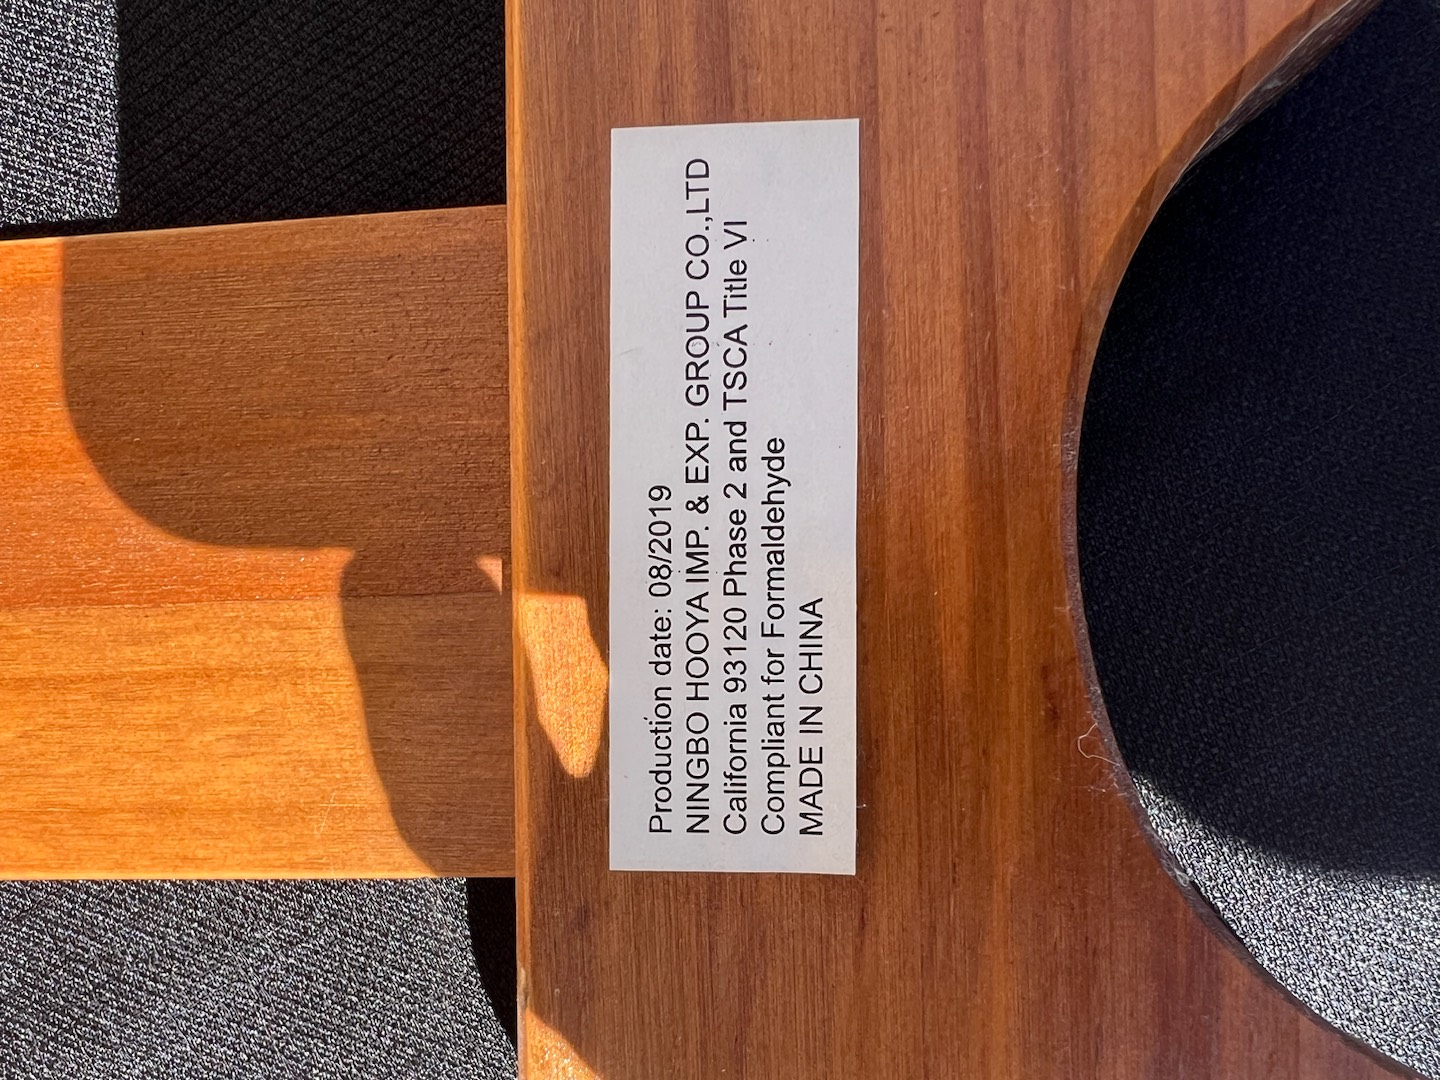 Production date: 08/2019
NINGBO HOOYA IMP. & EXP. GROUP CO.,LTD
California 93120 Phase 2 and TSCA Title VI
Compliant for Formaldehyde
MADE IN CHINA